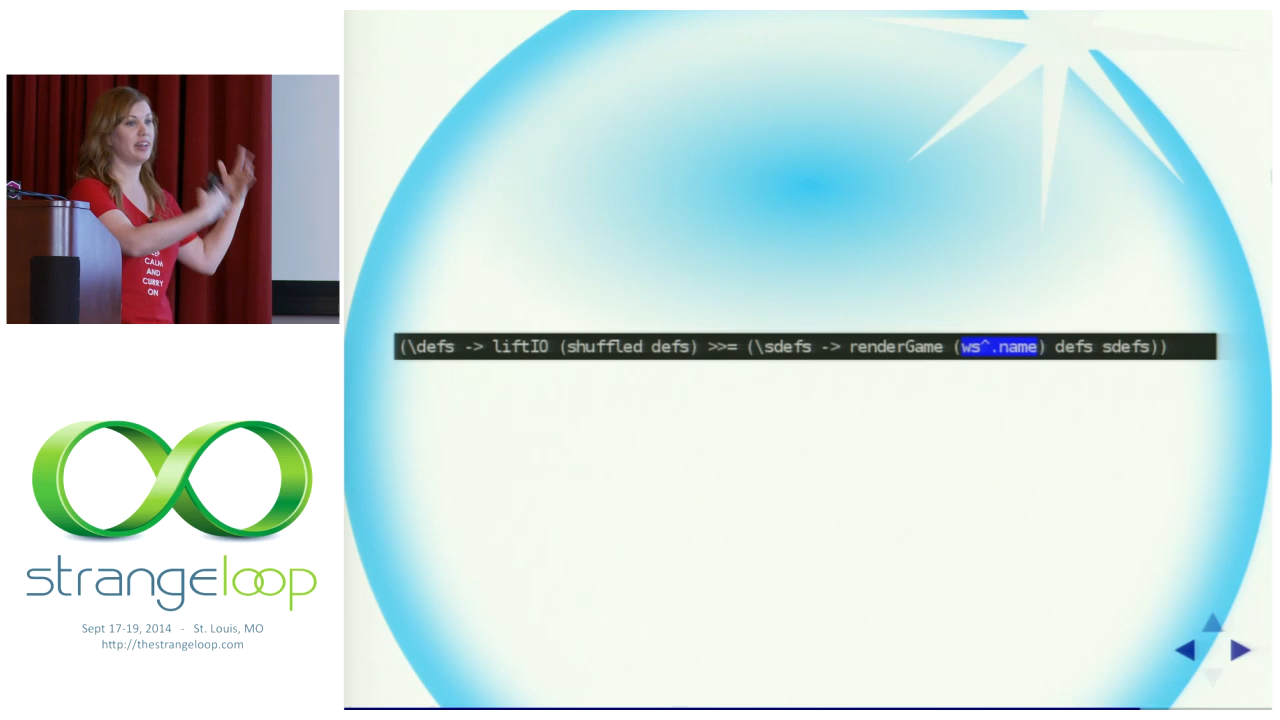 CALM
AND
CURRY
ON
(\defs -> liftIO (shuffled defs) >>= (\sdefs -> renderGame (ws^.name) defs sdefs))
strangeloop
Sept 17-19, 2014 - St. Louis, MO
http://thestrangeloop.com